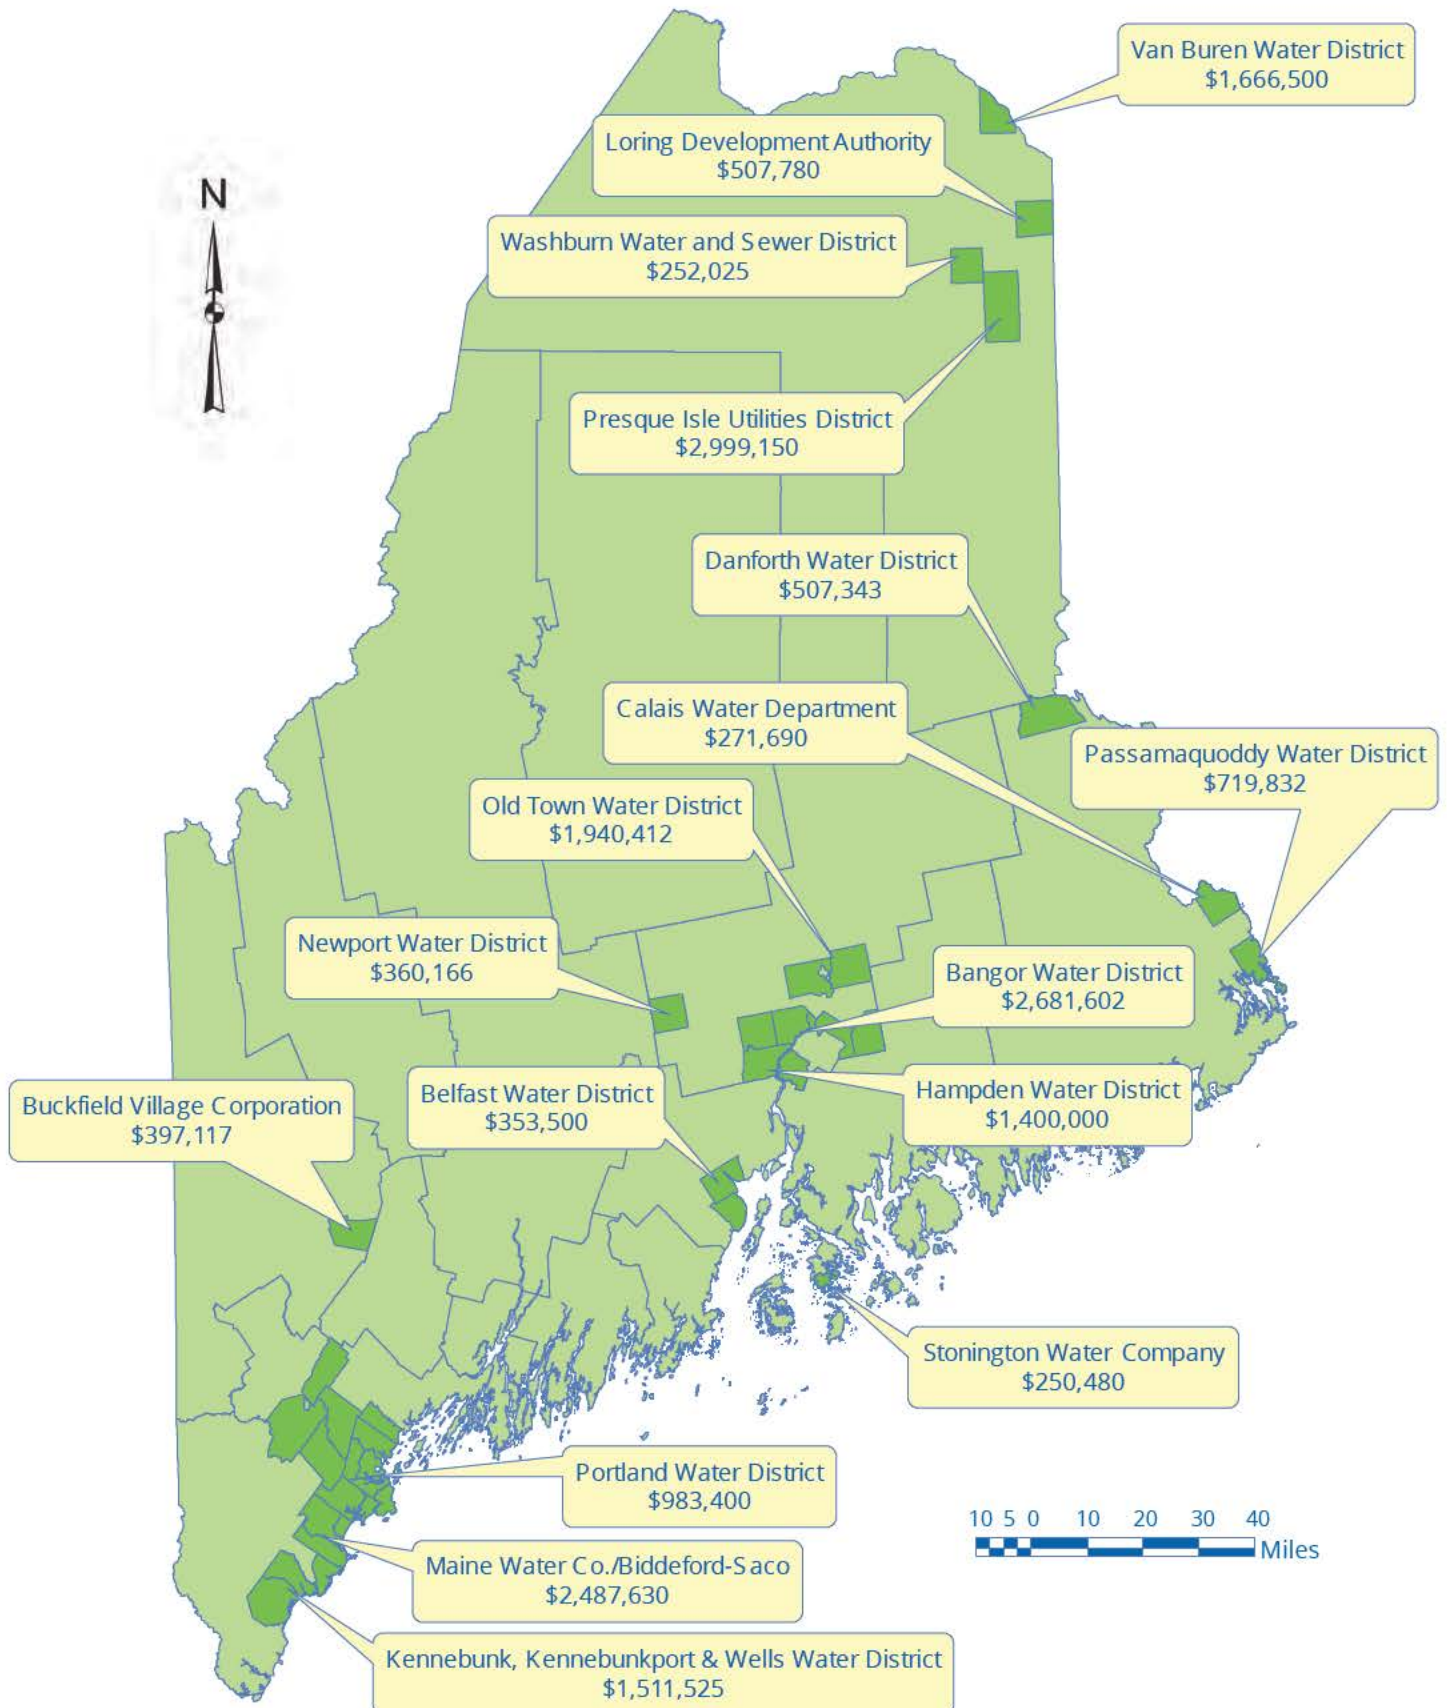 Van Buren Water District
$1,666,500
Loring Development Authority
$507,780
N
Washburn Water and Sewer District
$252,025
Presque Isle Utilities District
$2,999,150
Danforth Water District
$507,343
Calais Water Department
$271,690
Passamaquoddy Water District
$719,832
Old Town Water District
$1,940,412
Newport Water District
$360,166
Bangor Water District
$2,681,602
Belfast Water District
$353,500
Hampden Water District
$1,400,000
Buckfield Village Corporation
$397,117
Stonington Water Company
$250,480
Portland Water District
$983,400
10 5 0 10 20 30 40
Miles
Maine Water Co./Biddeford-Saco
$2,487,630
Kennebunk, Kennebunkport & Wells Water District
$1,511,525